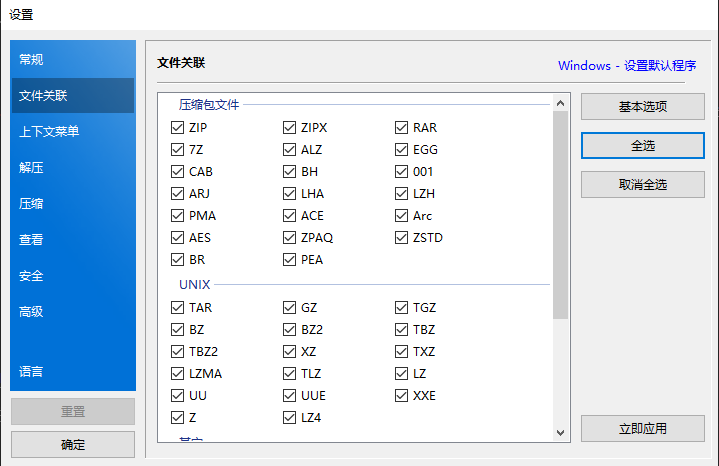 设置
常规
文件关联
上下文菜单
解压
压缩
查看
安全
高级
语言
重置
确定
文件关联 Windows - 设置默认程序
压缩包文件
ZIP ZIPX RAR
7Z ALZ EGG
CAB BH 001
ARJ LHA LZH
PMA ACE Arc
AES ZPAQ ZSTD
BR PEA
UNIX
TAR GZ TGZ
BZ BZ2 TBZ
TBZ2 XZ TXZ
LZMA TLZ LZ
UU UUE XXE
Z LZ4
基本选项
全选
取消全选
立即应用